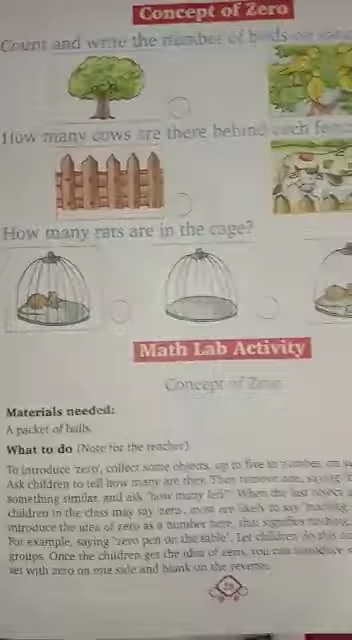 Concept of Zero
Count and write the number of birds on
How many cows are there behind each
How many rats are in the cage?
Math Lab Activity
Concept of Zero
Materials needed:
A packet of balls.
What to do (Note for the teacher)
To introduce 'zero', collect some objects, up to five in number, on
Ask children to tell how many are they. Then remove one, saying
something similar, and ask "how many left?" When the last object
children in the class may say 'zero', most are likely to say 'nothing
introduce the idea of zero as a number here, that signifies nothing
For example, saying "zero pen on the table". Let children do this
groups. Once the children get the idea of zero, you can introduce
set with zero on one side and blank on the reverse.